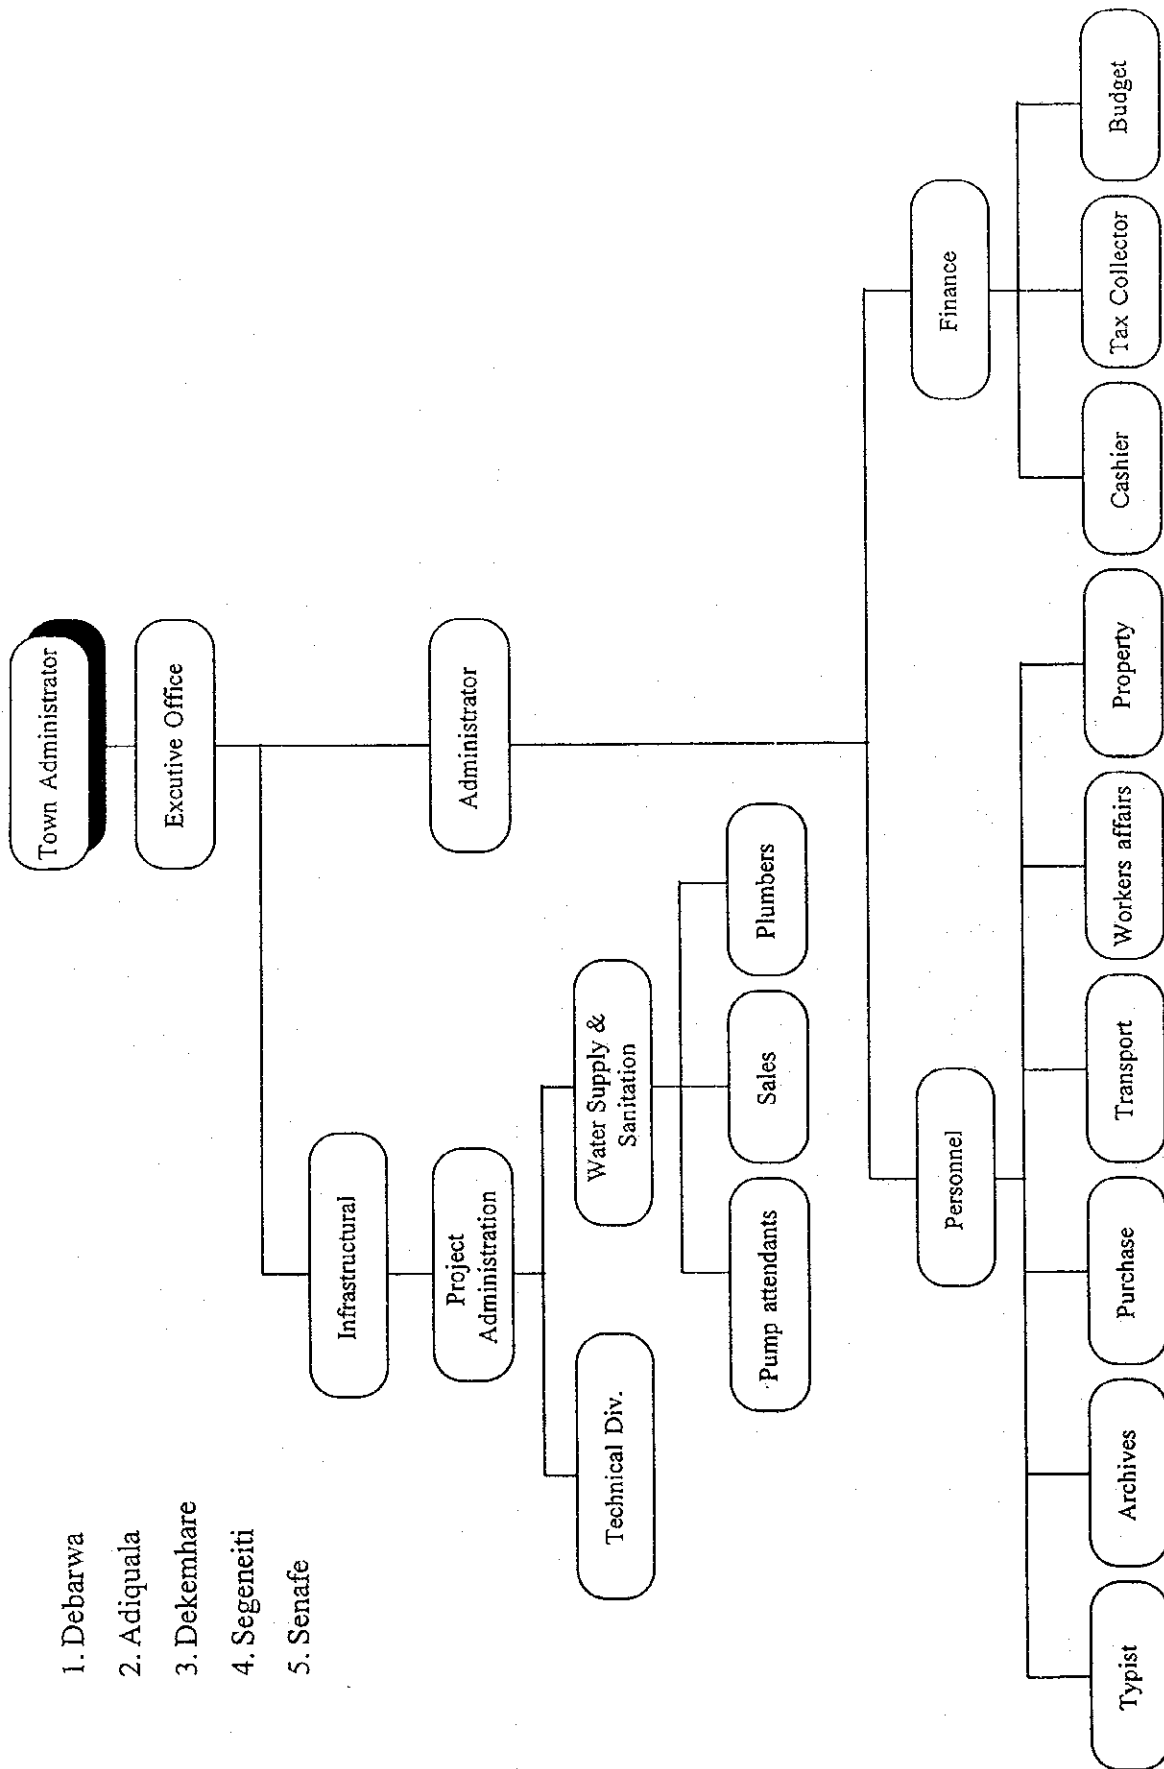 1. Debarwa
2. Adiquala
3. Dekemhare
4. Segeneiti
5. Senafe
Town Administrator
Excutive Office
Infrastructural
Administrator
Project
Administration
Technical Div.
Water Supply &
Sanitation
Pump attendants
Sales
Plumbers
Personnel
Finance
Typist
Archives
Purchase
Transport
Workers affairs
Property
Cashier
Tax Collector
Budget